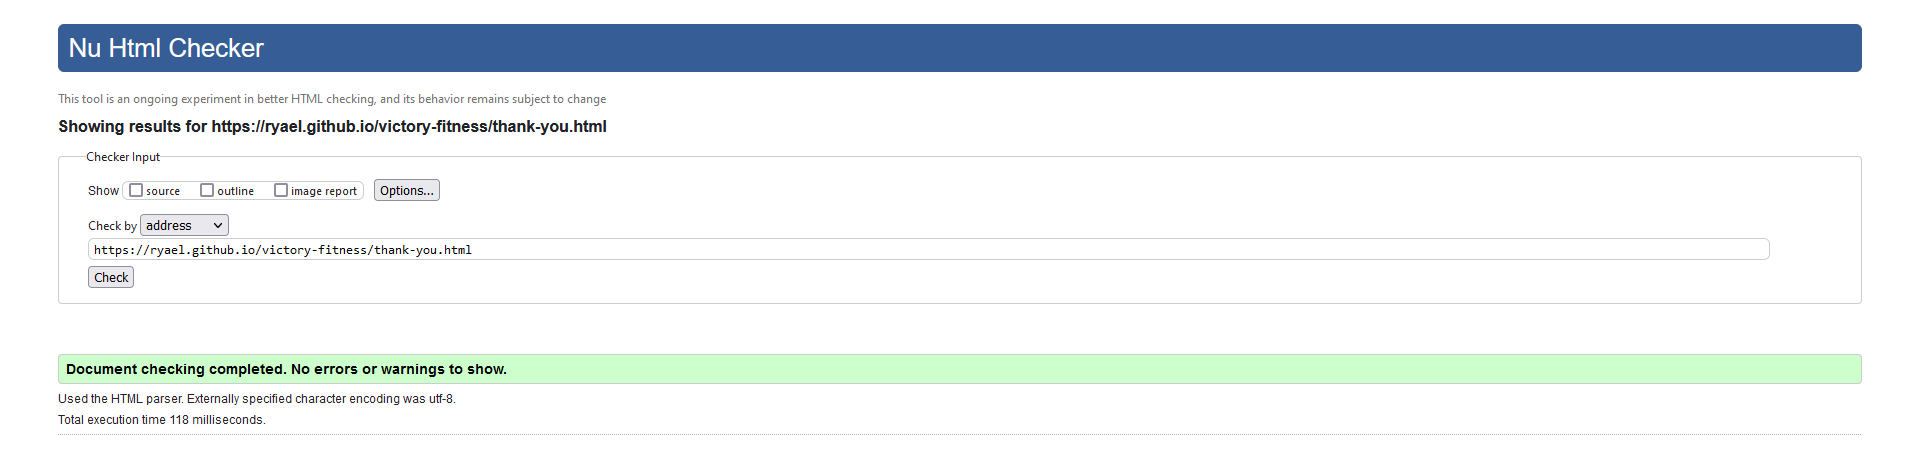 Nu Html Checker
This tool is an ongoing experiment in better HTML checking, and its behavior remains subject to change
Showing results for https://ryael.github.io/victory-fitness/thank-you.html
Checker Input
Show source outline image report Options...
Check by address
https://ryael.github.io/victory-fitness/thank-you.html
Check
Document checking completed. No errors or warnings to show.
Used the HTML parser. Externally specified character encoding was utf-8.
Total execution time 118 milliseconds.